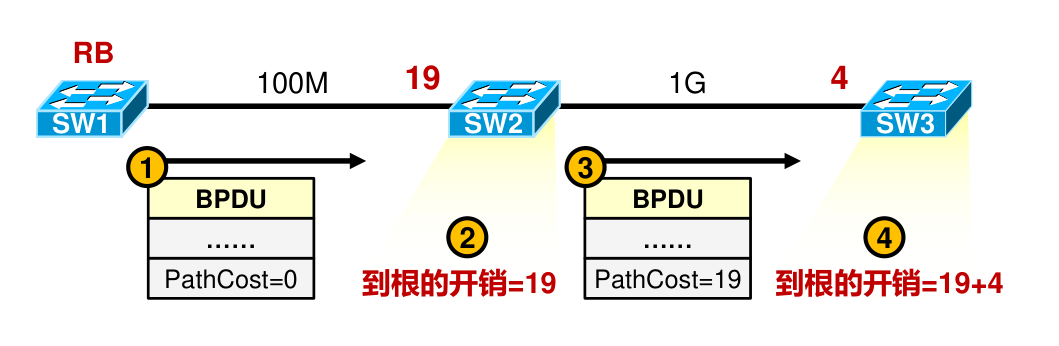 RB
100M
19
1G
4
SW1
SW2
SW3
1
3
BPDU
......
PathCost=0
2
到根的开销=19
BPDU
......
PathCost=19
4
到根的开销=19+4